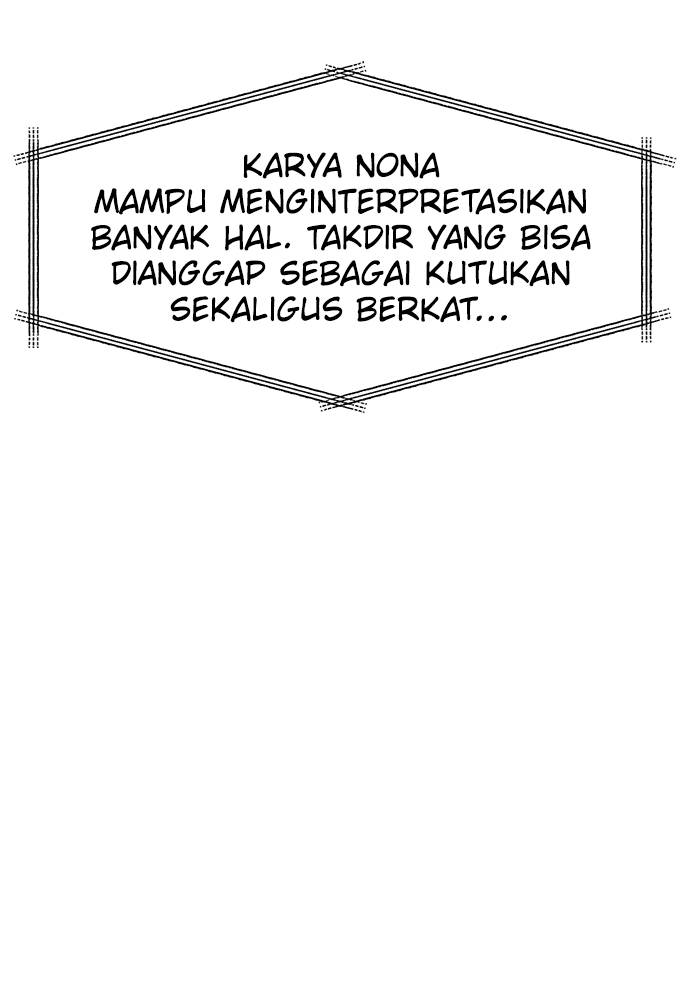 KARYA NONA
MAMPU MENGINTERPRETASIKAN
BANYAK HAL. TAKDIR YANG BISA
DIANGGAP SEBAGAI KUTUKAN
SEKALIGUS BERKAT...